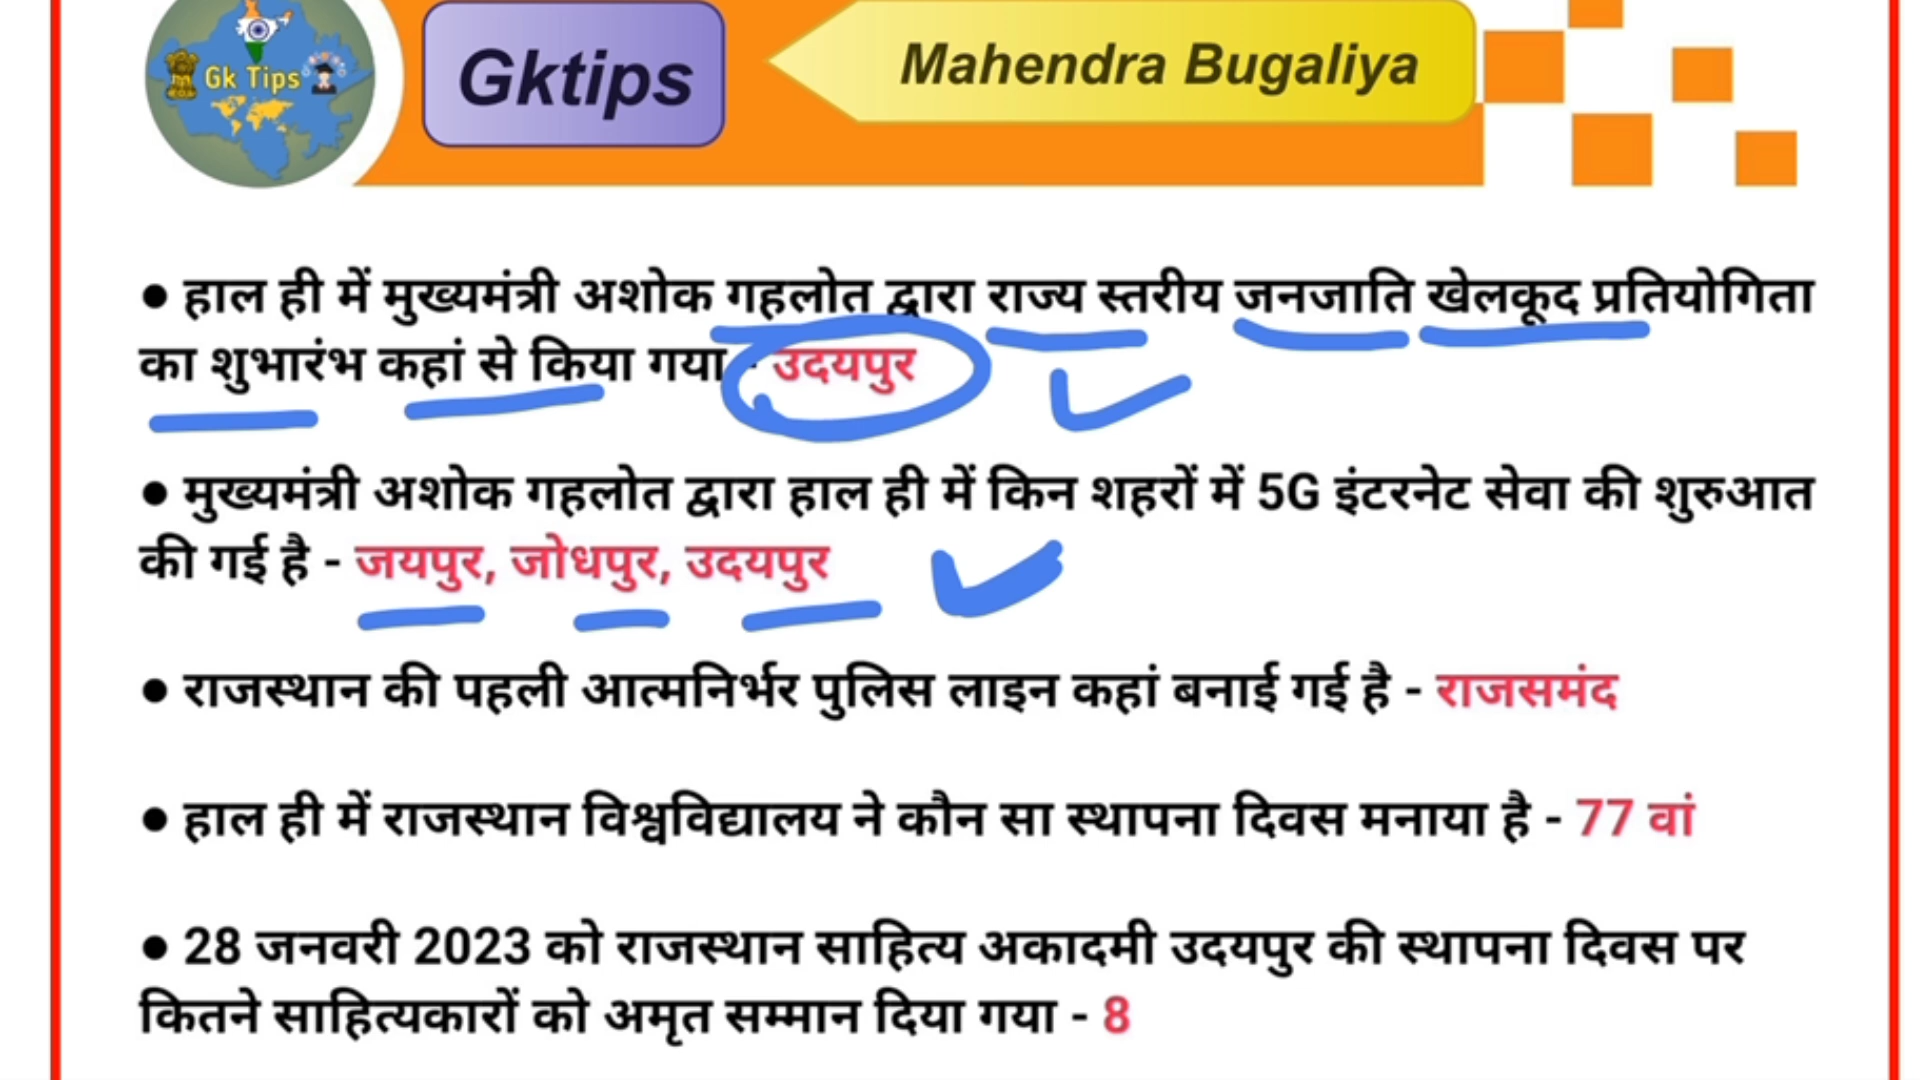 Gk Tips
Gktips
Mahendra Bugaliya
● हाल ही में मुख्यमंत्री अशोक गहलोत द्वारा राज्य स्तरीय जनजाति खेलकूद प्रतियोगिता
का शुभारंभ कहां से किया गया - उदयपुर
● मुख्यमंत्री अशोक गहलोत द्वारा हाल ही में किन शहरों में 5G इंटरनेट सेवा की शुरुआत
की गई है - जयपुर, जोधपुर, उदयपुर
● राजस्थान की पहली आत्मनिर्भर पुलिस लाइन कहां बनाई गई है - राजसमंद
● हाल ही में राजस्थान विश्वविद्यालय ने कौन सा स्थापना दिवस मनाया है - 77 वां
● 28 जनवरी 2023 को राजस्थान साहित्य अकादमी उदयपुर की स्थापना दिवस पर
कितने साहित्यकारों को अमृत सम्मान दिया गया - 8